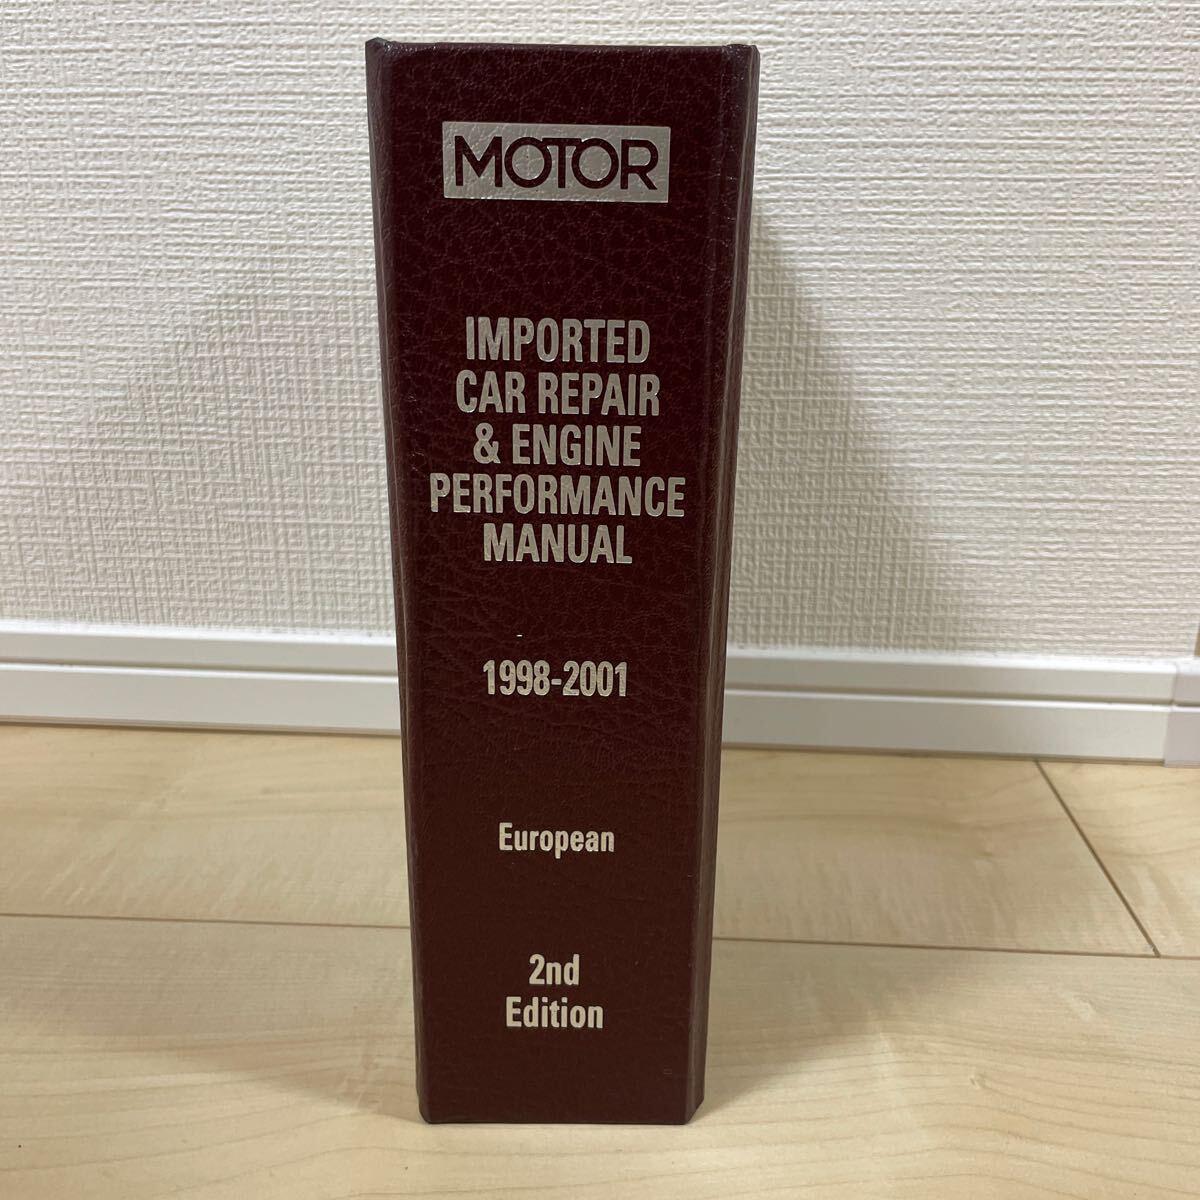 MOTOR
IMPORTED
CAR REPAIR
& ENGINE
PERFORMANCE
MANUAL
1998-2001
European
2nd
Edition